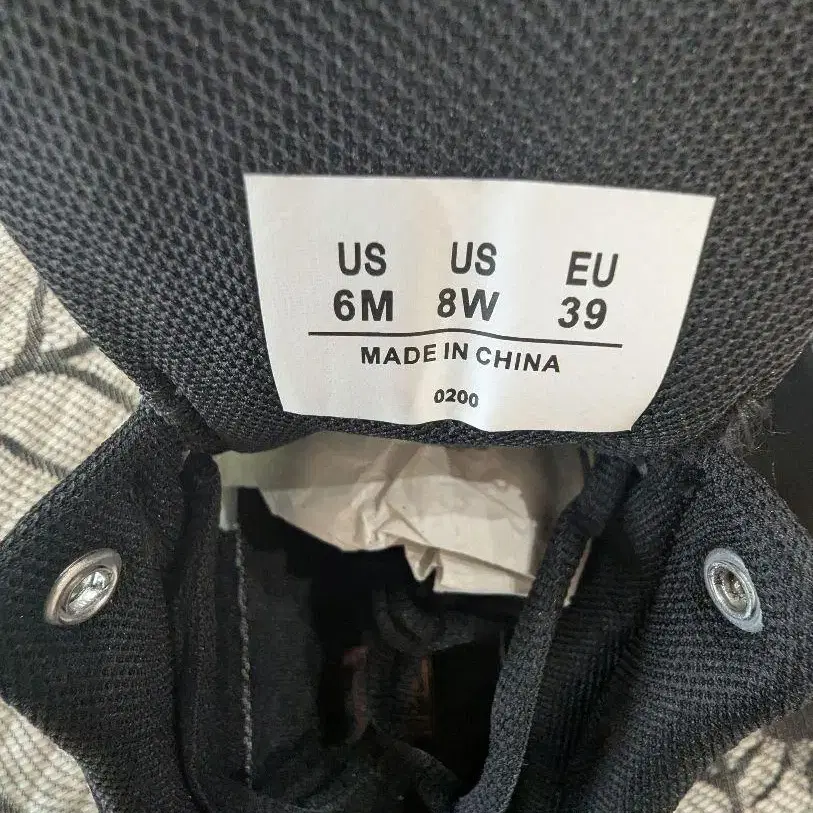 US US EU
6M 8W 39
MADE IN CHINA
0200